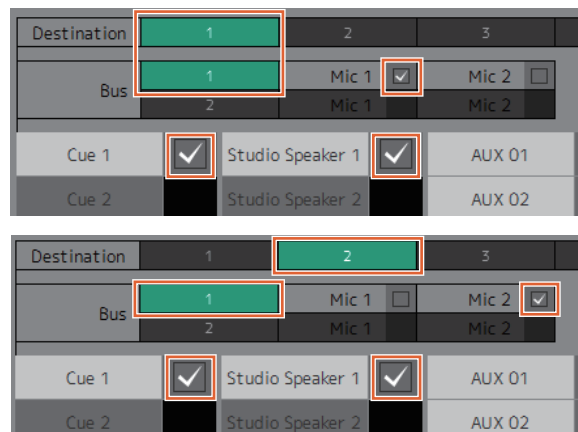 Destination 1 2 3
Bus 1 Mic 1 Mic 2
2 Mic 1 Mic 2
Cue 1 Studio Speaker 1 AUX 01
Cue 2 Studio Speaker 2 AUX 02
Destination 1 2 3
Bus 1 Mic 1 Mic 2
2 Mic 1 Mic 2
Cue 1 Studio Speaker 1 AUX 01
Cue 2 Studio Speaker 2 AUX 02